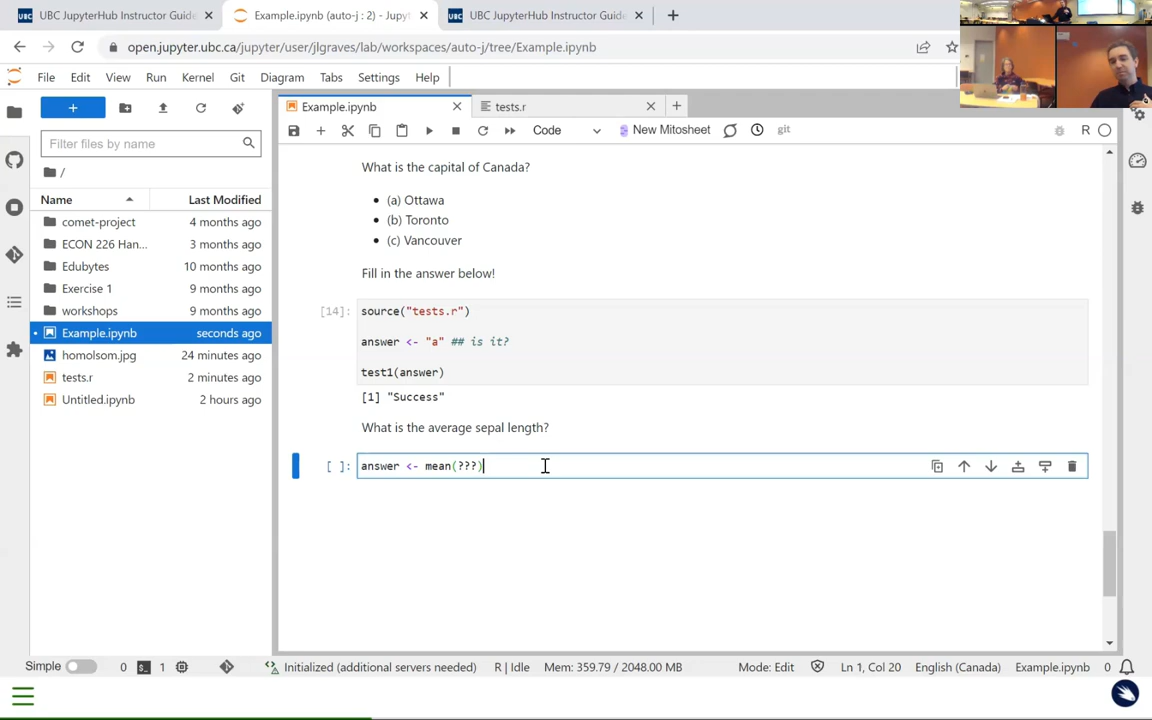 UBC JupyterHub Instructor Guide
Example.ipynb (auto-j : 2) - Jupyt
UBC JupyterHub Instructor Guide
open.jupyter.ubc.ca/jupyter/user/jlgraves/lab/workspaces/auto-j/tree/Example.ipynb
File Edit View Run Kernel Git Diagram Tabs Settings Help
Example.ipynb
tests.r
Code
New Mitosheet
git
R
Filter files by name
/
Name Last Modified
comet-project 4 months ago
ECON 226 Han... 3 months ago
Edubytes 10 months ago
Exercise 1 9 months ago
workshops 9 months ago
Example.ipynb seconds ago
homolsom.jpg 24 minutes ago
tests.r 2 minutes ago
Untitled.ipynb 2 hours ago
What is the capital of Canada?
• (a) Ottawa
• (b) Toronto
• (c) Vancouver
Fill in the answer below!
[14]: source("tests.r")
answer <- "a" ## is it?
test1(answer)
[1] "Success"
What is the average sepal length?
[ ]: answer <- mean(???)
Simple 0 1 Initialized (additional servers needed) R | Idle Mem: 359.79 / 2048.00 MB Mode: Edit Ln 1, Col 20 English (Canada) Example.ipynb 0